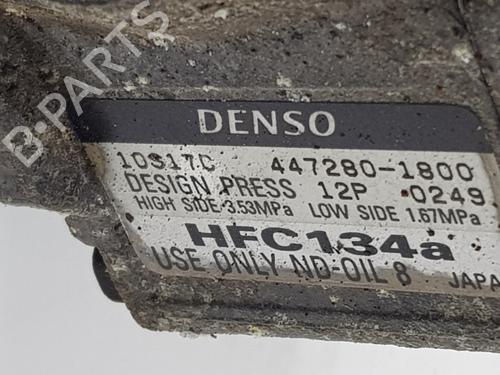 B-PARTS
DENSO
10S17C 447280-1800
DESIGN PRESS 12P 0249
HIGH SIDE 3.53MPa LOW SIDE 1.67MPa
HFC134a
USE ONLY ND-OIL 8 JAPA